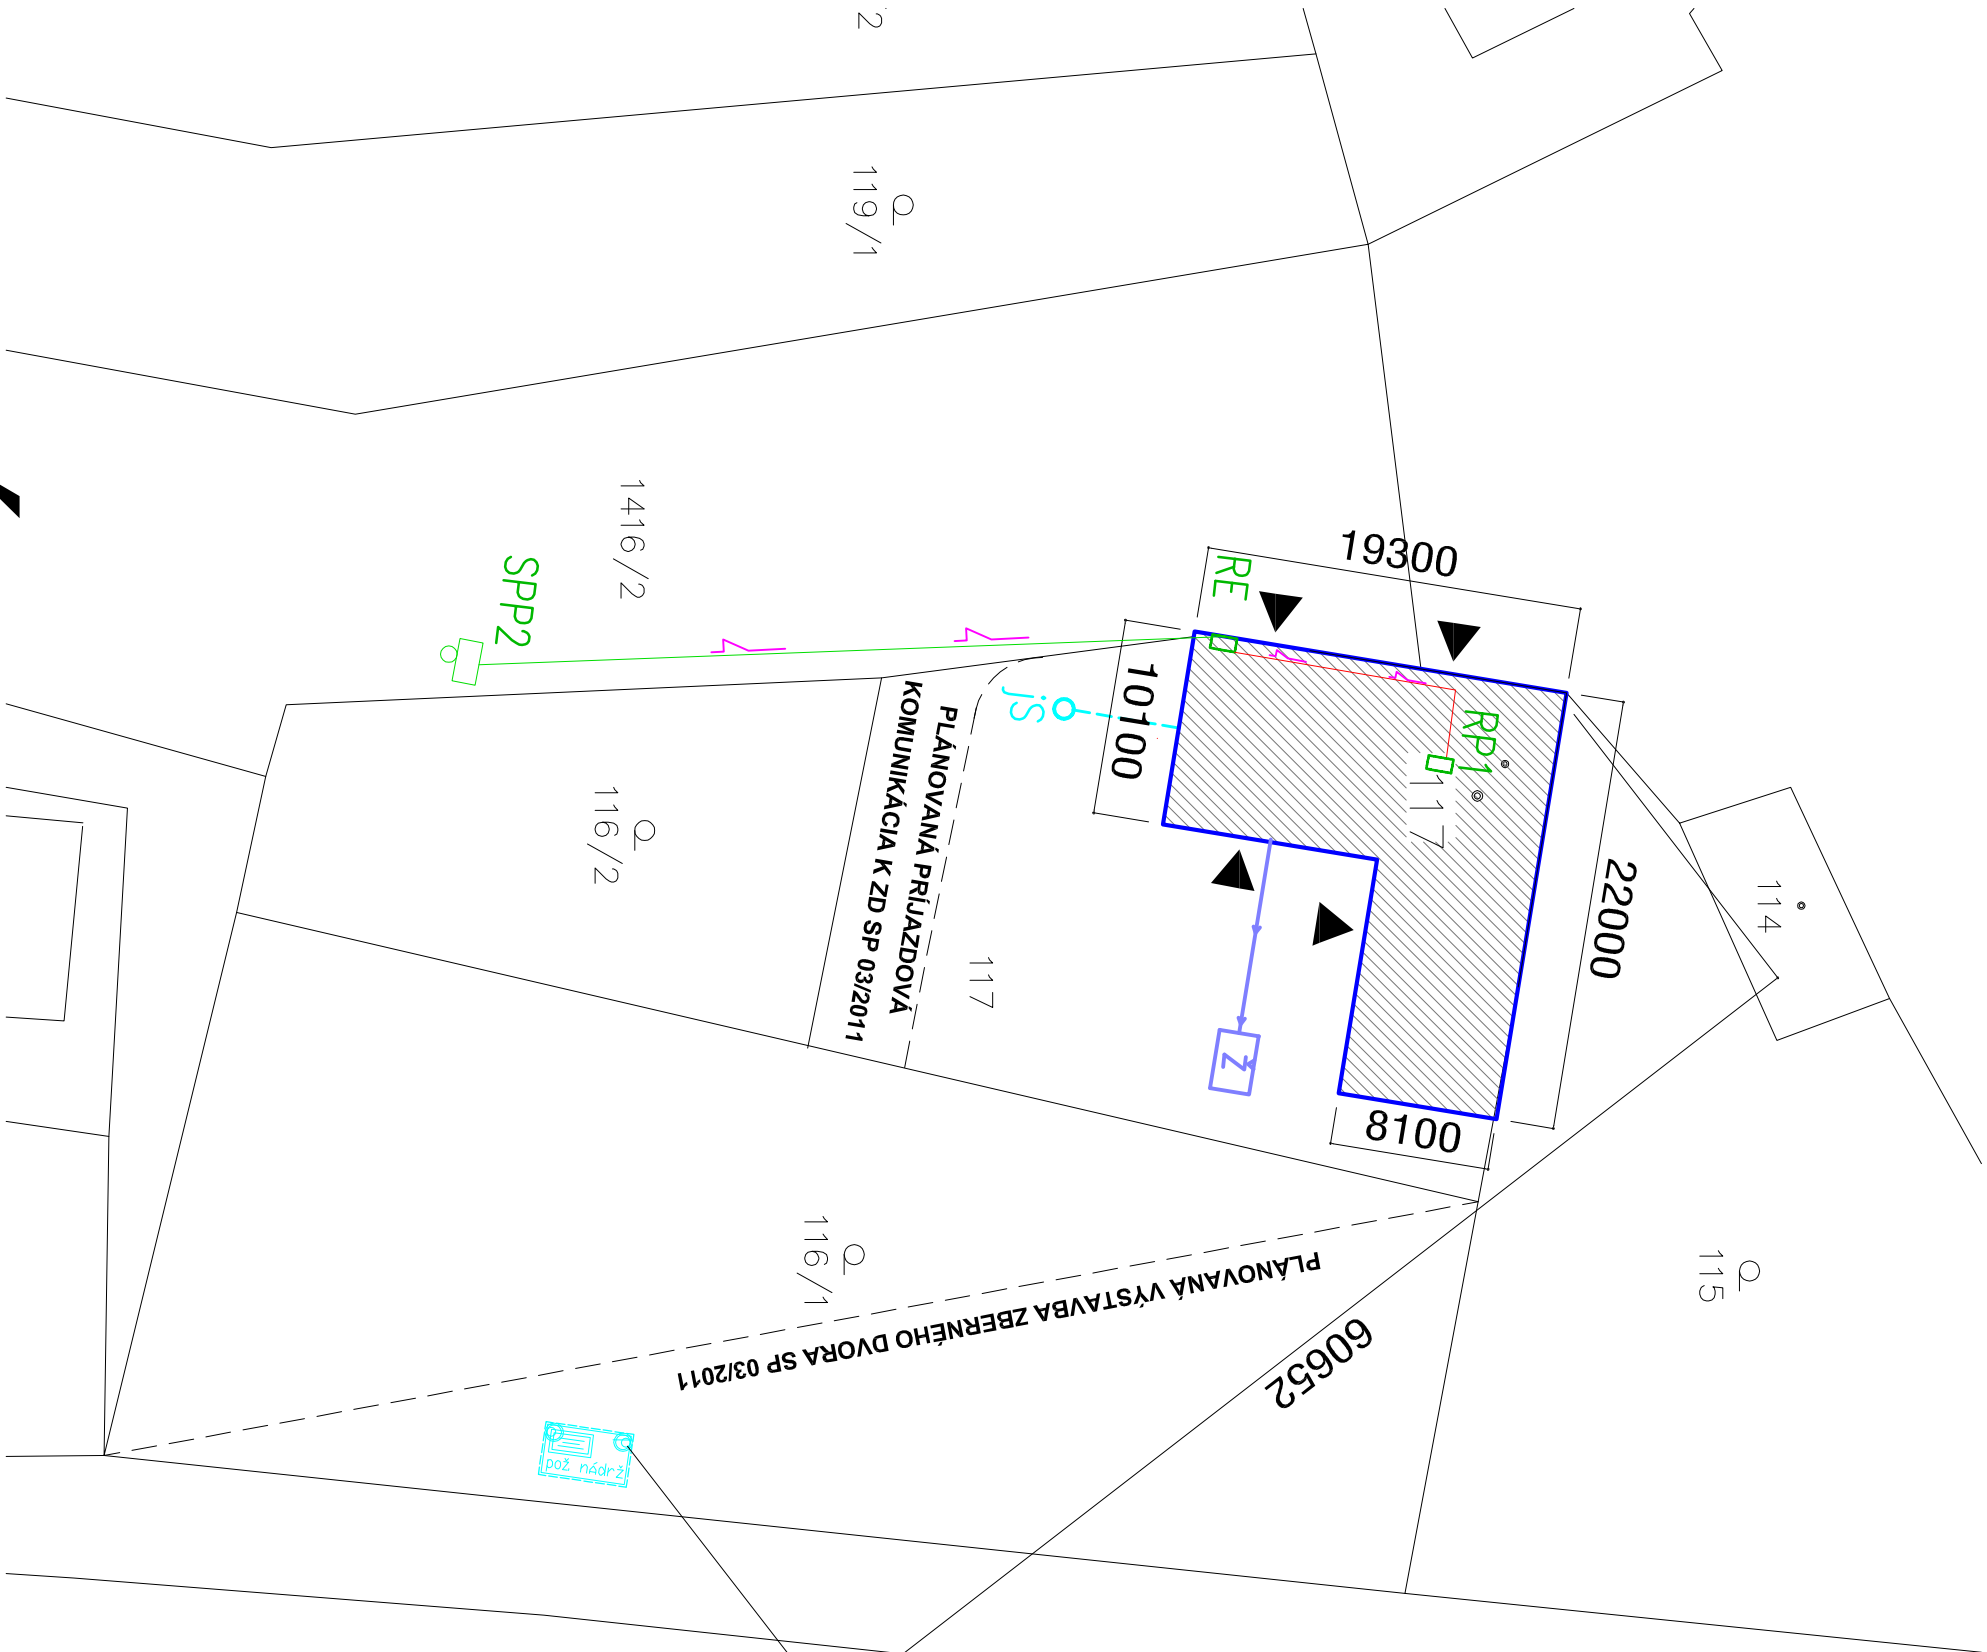 2
119/1
1416/2
SPP2
RE
19300
10100
jS
RP1
117
22000
114
116/2
PLÁNOVANÁ PRÍJAZDOVÁ
KOMUNIKÁCIA K ZD SP 03/2011
117
Ž
8100
116/1
115
PLÁNOVANÁ VÝSTAVBA ZBERNÉHO DVORA SP 03/2011
60652
pož nádrž